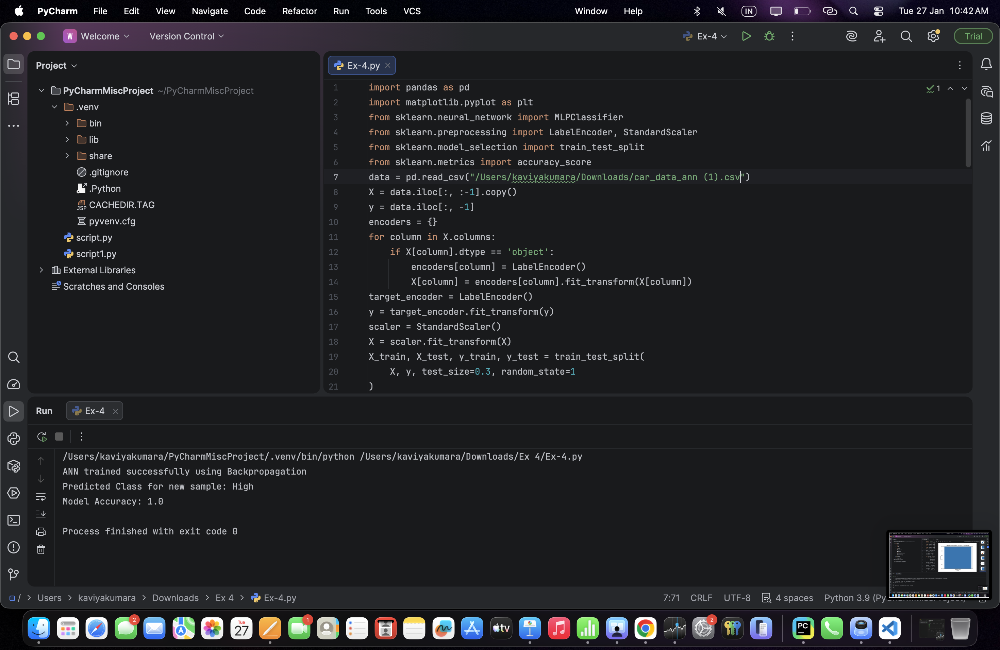 PyCharm File Edit View Navigate Code Refactor Run Tools VCS Window Help IN Tue 27 Jan 10:42 AM
W Welcome Version Control Ex-4 Trial
Project
Ex-4.py
PyCharmMiscProject ~/PyCharmMiscProject
.venv
bin
lib
share
.gitignore
.Python
JSP CACHEDIR.TAG
pyvenv.cfg
script.py
script1.py
External Libraries
Scratches and Consoles
1
1 import pandas as pd
2 import matplotlib.pyplot as plt
3 from sklearn.neural_network import MLPClassifier
4 from sklearn.preprocessing import LabelEncoder, StandardScaler
5 from sklearn.model_selection import train_test_split
6 from sklearn.metrics import accuracy_score
7 data = pd.read_csv("/Users/kaviyakumara/Downloads/car_data_ann (1).csv")
8 X = data.iloc[:, :-1].copy()
9 y = data.iloc[:, -1]
10 encoders = {}
11 for column in X.columns:
12 if X[column].dtype == 'object':
13 encoders[column] = LabelEncoder()
14 X[column] = encoders[column].fit_transform(X[column])
15 target_encoder = LabelEncoder()
16 y = target_encoder.fit_transform(y)
17 scaler = StandardScaler()
18 X = scaler.fit_transform(X)
19 X_train, X_test, y_train, y_test = train_test_split(
20 X, y, test_size=0.3, random_state=1
21 )
Run Ex-4
/Users/kaviyakumara/PyCharmMiscProject/.venv/bin/python /Users/kaviyakumara/Downloads/Ex 4/Ex-4.py
ANN trained successfully using Backpropagation
Predicted Class for new sample: High
Model Accuracy: 1.0
Process finished with exit code 0
/ > Users > kaviyakumara > Downloads > Ex 4 > Ex-4.py 7:71 CRLF UTF-8 4 spaces Python 3.9 (Py
2 Tue 27 1 tv 2 PC